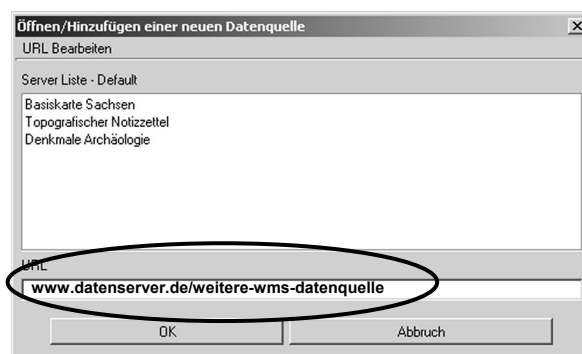 Öffnen/Hinzufügen einer neuen Datenquelle
URL Bearbeiten
Server Liste - Default
Basiskarte Sachsen
Topografischer Notizzettel
Denkmale Archäologie
URL
www.datenserver.de/weitere-wms-datenquelle
OK Abbruch